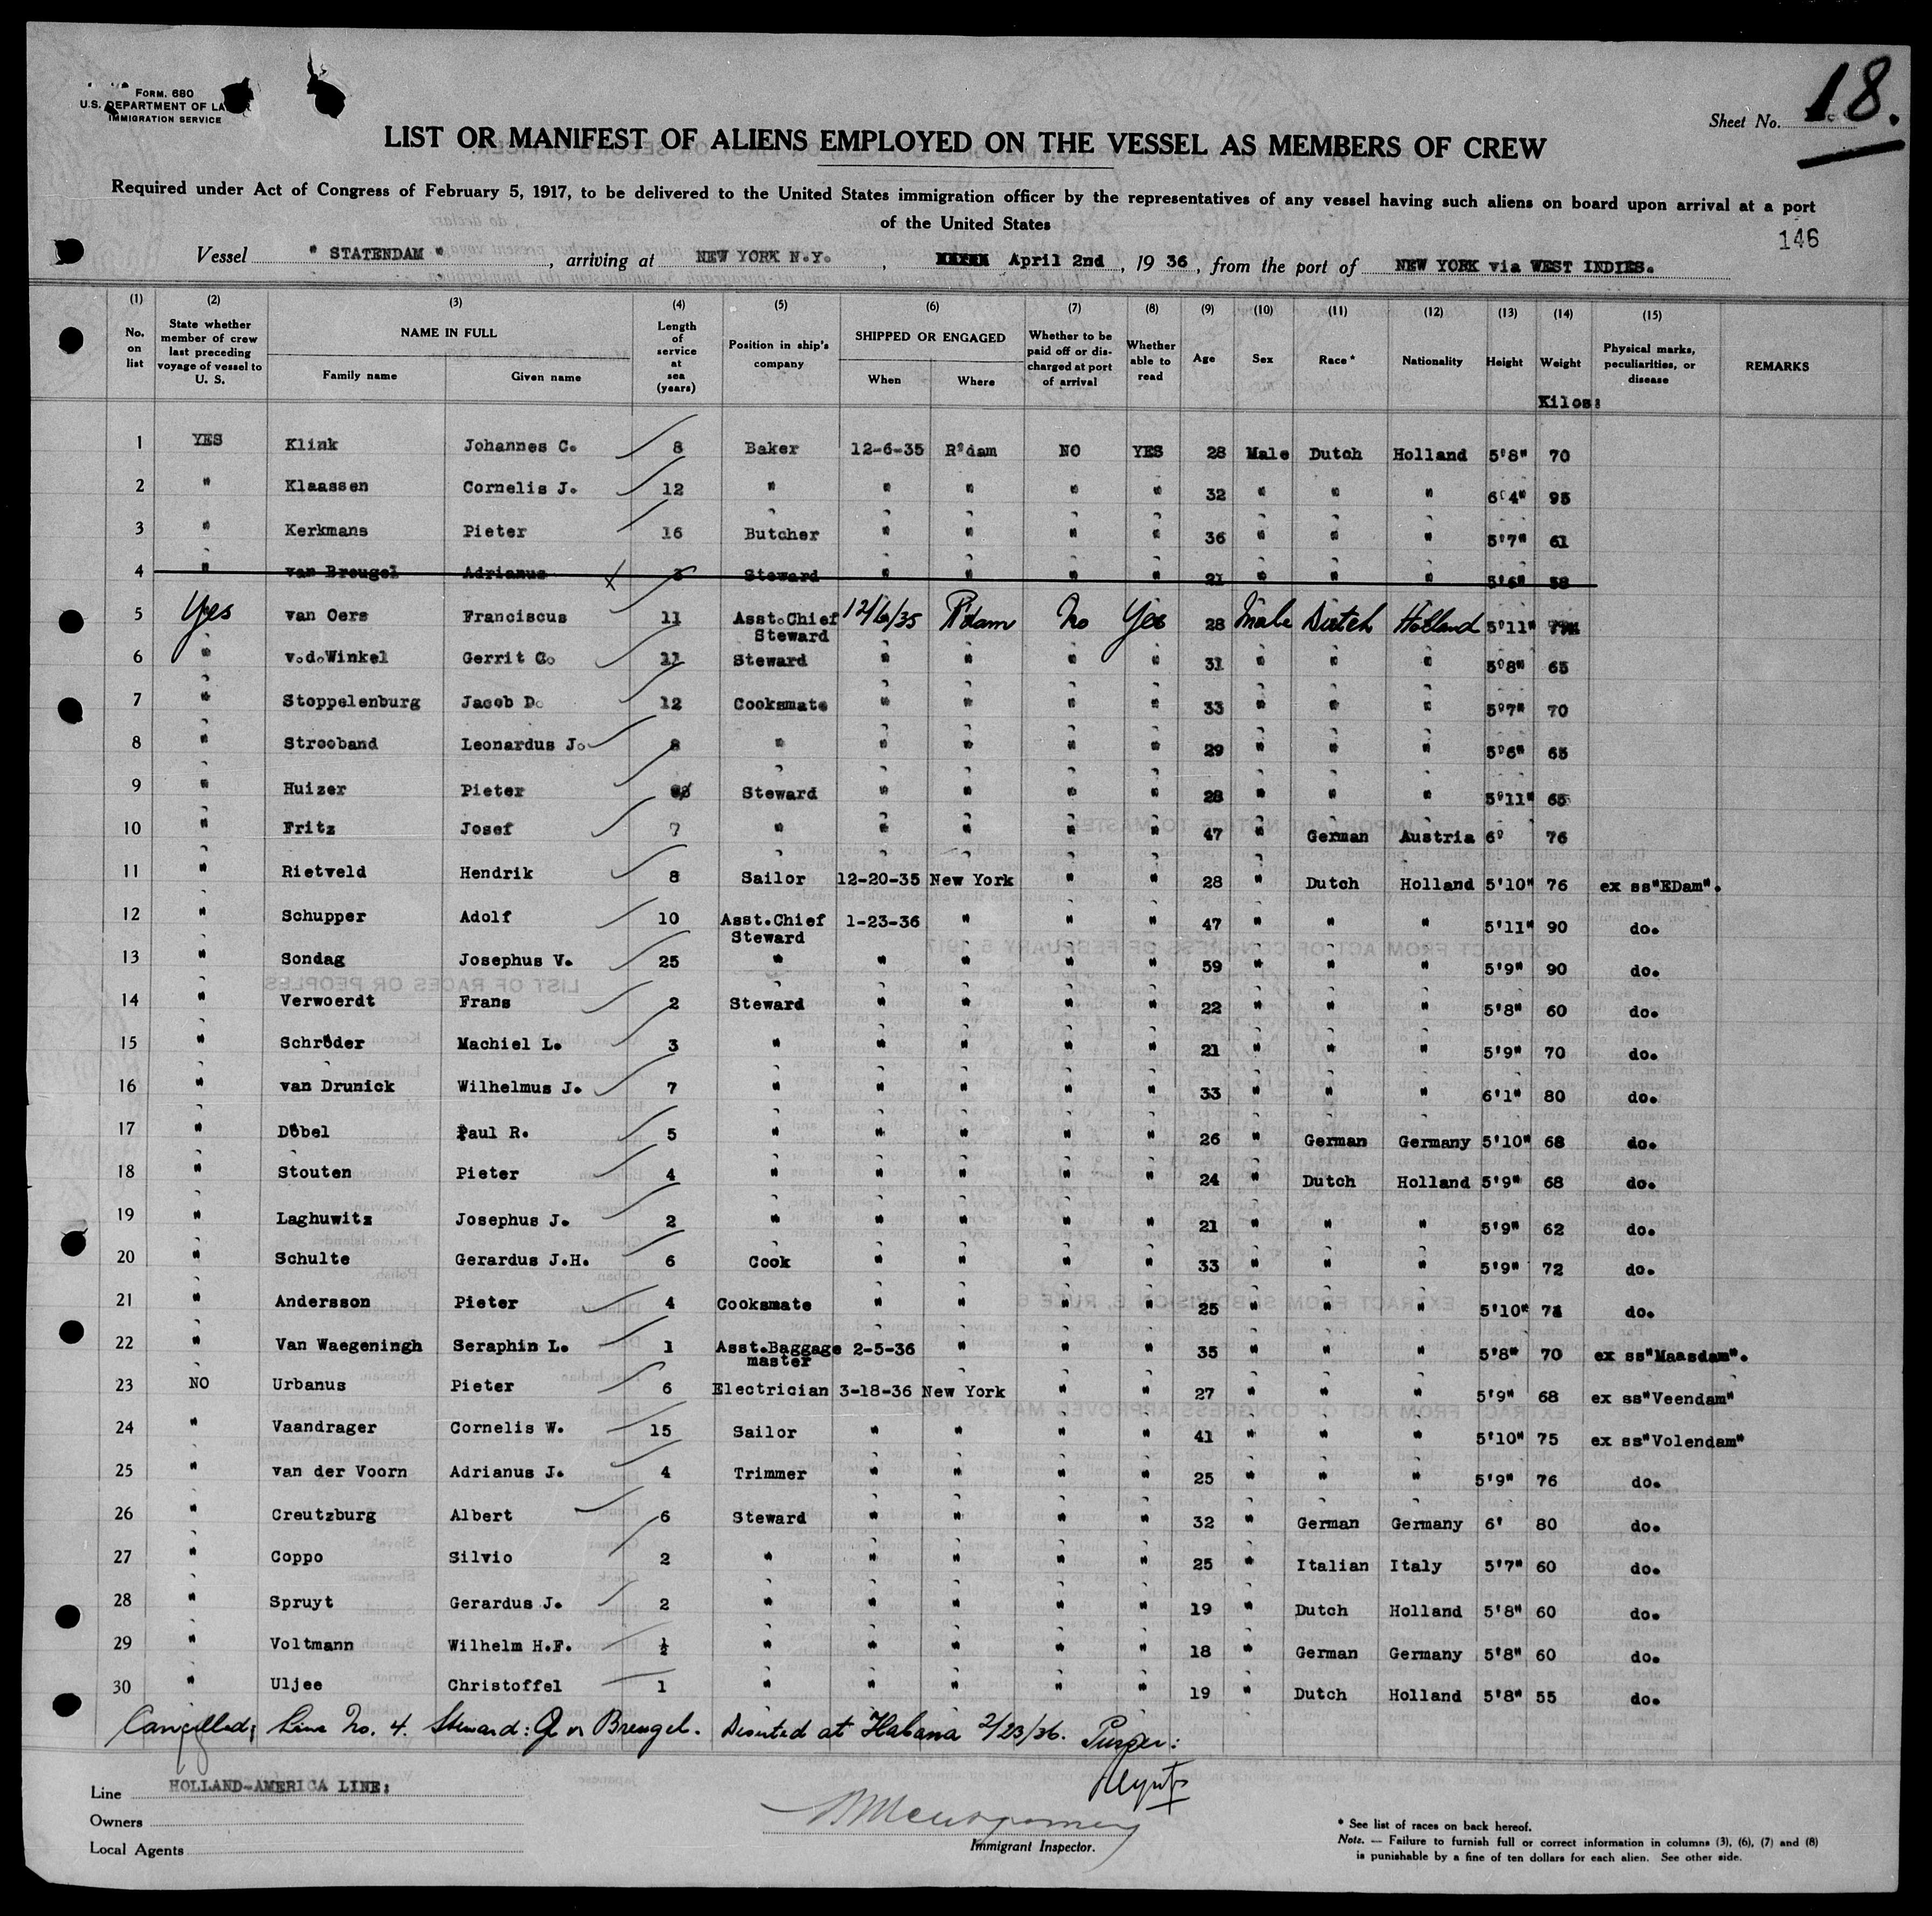 FORM. 680
U.S. DEPARTMENT OF LA
IMMIGRATION SERVICE
Sheet No. 18.
LIST OR MANIFEST OF ALIENS EMPLOYED ON THE VESSEL AS MEMBERS OF CREW
Required under Act of Congress of February 5, 1917, to be delivered to the United States immigration officer by the representatives of any vessel having such aliens on board upon arrival at a port
of the United States
146
Vessel " STATENDAM " , arriving at NEW YORK N.Y. , April 2nd , 19 36 , from the port of NEW YORK via WEST INDIES.
(1) (2) (3) (4) (5) (6) (7) (8) (9) (10) (11) (12) (13) (14) (15)
No. on list State whether member of crew last preceding voyage of vessel to U. S. NAME IN FULL Family name Given name Length of service at sea (years) Position in ship's company SHIPPED OR ENGAGED When Where Whether to be paid off or discharged at port of arrival Whether able to read Age Sex Race * Nationality Height Weight Kilos: Physical marks, peculiarities, or disease REMARKS
1 YES Klink Johannes C. 8 Baker 12-6-35 R'dam NO YES 28 Male Dutch Holland 5'8" 70
2 " Klaassen Cornelis J. 12 " " " " " 32 " " " 6'4" 95
3 " Kerkmans Pieter 16 Butcher " " " " 36 " " " 5'7" 61
4 " van Breugel Adrianus Steward " " " " 21 " " " 5'6" 58
5 Yes van Oers Franciscus 11 Asst.Chief Steward 12/6/35 R'dam No Yes 28 Male Dutch Holland 5'11"
6 " v.d.Winkel Gerrit C. 11 Steward " " " " 31 " " " 5'8" 65
7 " Stoppelenburg Jacob D. 12 Cooksmate " " " " 33 " " " 5'7" 70
8 " Strooband Leonardus J. 8 " " " " " 29 " " " 5'6" 65
9 " Huizer Pieter Steward " " " " 28 " " " 5'11" 65
10 " Fritz Josef 7 " " " " " 47 " German Austria 6' 76
11 " Rietveld Hendrik 8 Sailor 12-20-35 New York " " 28 " Dutch Holland 5'10" 76 ex ss"EDam".
12 " Schupper Adolf 10 Asst.Chief Steward 1-23-36 " " " 47 " " " 5'11" 90 do.
13 " Sondag Josephus V. 25 " " " " " 59 " " " 5'9" 90 do.
14 " Verwoerdt Frans 2 Steward " " " " 22 " " " 5'8" 60 do.
15 " Schröder Machiel L. 3 " " " " " 21 " " " 5'9" 70 do.
16 " van Drunick Wilhelmus J. 7 " " " " " 33 " " " 6'1" 80 do.
17 " Döbel Paul R. 5 " " " " " 26 " German Germany 5'10" 68 do.
18 " Stouten Pieter 4 " " " " " 24 " Dutch Holland 5'9" 68 do.
19 " Laghuwitz Josephus J. 2 " " " " " 21 " " " 5'9" 62 do.
20 " Schulte Gerardus J.H. 6 Cook " " " " 33 " " " 5'9" 72 do.
21 " Andersson Pieter 4 Cooksmate " " " " 25 " " " 5'10" do.
22 " Van Waegeningh Seraphin L. 1 Asst.Baggage master 2-5-36 " " " 35 " " " 5'8" 70 ex ss"Maasdam".
23 NO Urbanus Pieter 6 Electrician 3-18-36 New York " " 27 " " " 5'9" 68 ex ss"Veendam"
24 " Vaandrager Cornelis W. 15 Sailor " " " " 41 " " " 5'10" 75 ex ss"Volendam"
25 " van der Voorn Adrianus J. 4 Trimmer " " " " 25 " " " 5'9" 76 do.
26 " Creutzburg Albert 6 Steward " " " " 32 " German Germany 6' 80 do.
27 " Coppo Silvio 2 " " " " " 25 " Italian Italy 5'7" 60 do.
28 " Spruyt Gerardus J. 2 " " " " " 19 " Dutch Holland 5'8" 60 do.
29 " Voltmann Wilhelm H.F. ½ " " " " " 18 " German Germany 5'8" 60 do.
30 " Uljee Christoffel 1 " " " " " 19 " Dutch Holland 5'8" 55 do.
Cancelled; Line No. 4. Steward: A v Breugel. Deserted at Habana 2/23/36. Purser:
Line HOLLAND-AMERICA LINE:
Owners
Local Agents
Montgomery
Immigrant Inspector.
* See list of races on back hereof.
Note. — Failure to furnish full or correct information in columns (3), (6), (7) and (8)
is punishable by a fine of ten dollars for each alien. See other side.